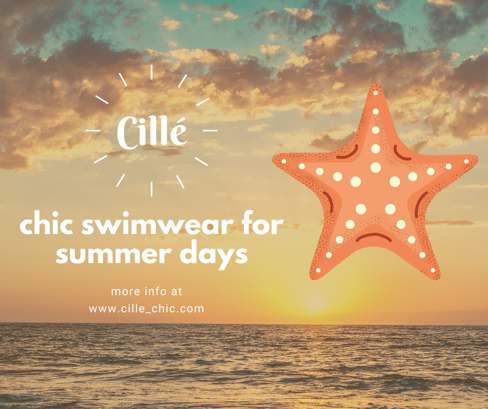 Cillé
chic swimwear for
summer days
more info at
www.cille_chic.com